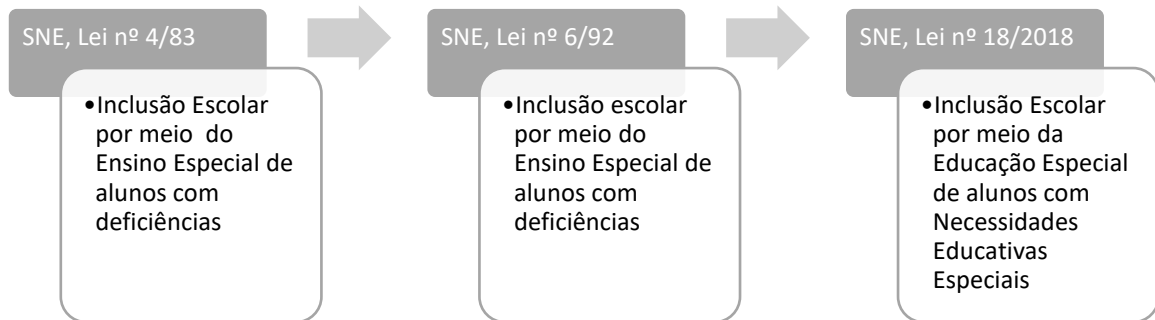 SNE, Lei nº 4/83
•Inclusão Escolar
por meio do
Ensino Especial de
alunos com
deficiências
SNE, Lei nº 6/92
•Inclusão escolar
por meio do
Ensino Especial de
alunos com
deficiências
SNE, Lei nº 18/2018
•Inclusão Escolar
por meio da
Educação Especial
de alunos com
Necessidades
Educativas
Especiais